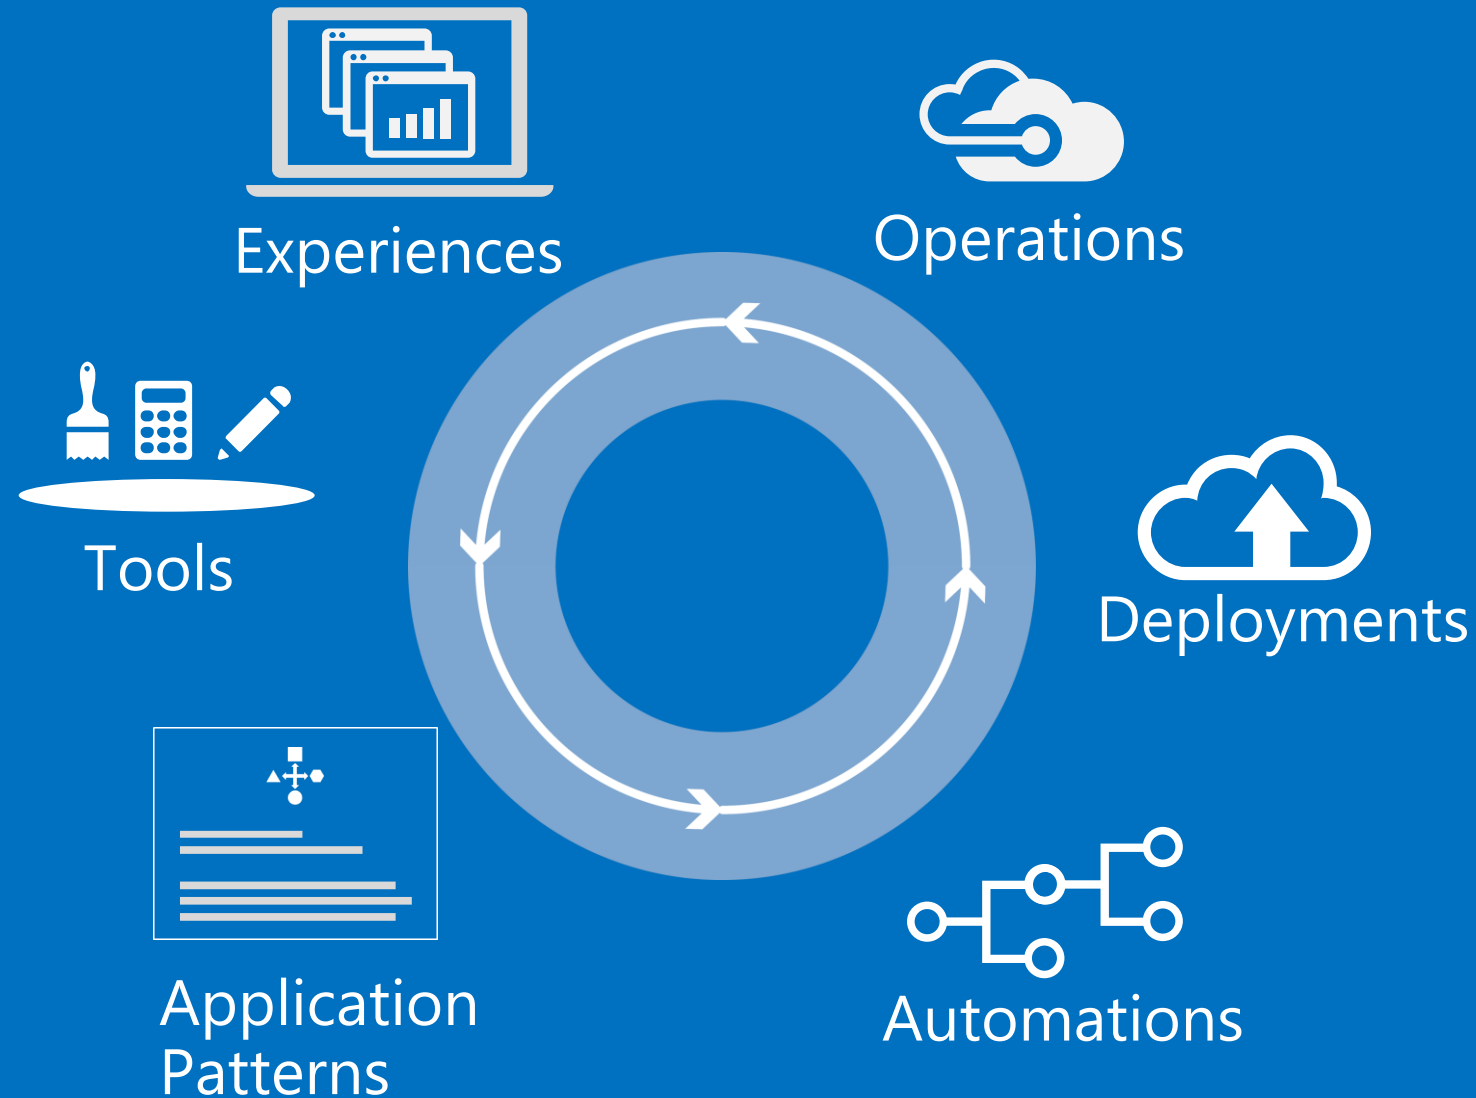 Experiences
Operations
Tools
Deployments
Application
Patterns
Automations